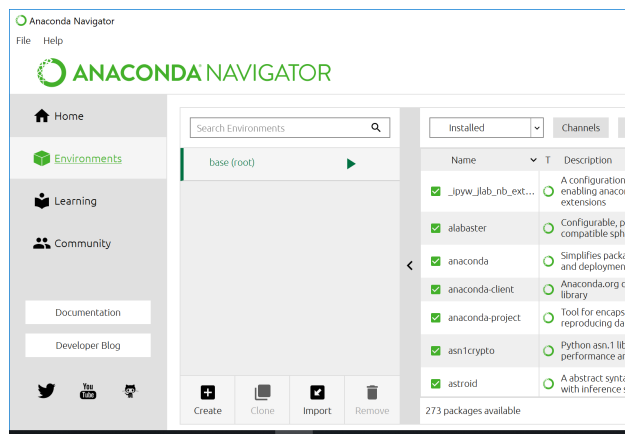 Anaconda Navigator
File Help
ANACONDA NAVIGATOR
Home
Environments
Learning
Community
Documentation
Developer Blog
You
Tube
Search Environments
base (root)
Create
Clone
Import
Remove
Installed
Channels
Name T Description
_ipyw_jlab_nb_ext...
A configuration
enabling anacon
extensions
alabaster
Configurable, p
compatible sph
anaconda
Simplifies packa
and deploymen
anaconda-client
Anaconda.org c
library
anaconda-project
Tool for encaps
reproducing da
asn1crypto
Python asn.1 lib
performance an
astroid
A abstract synta
with inference s
273 packages available